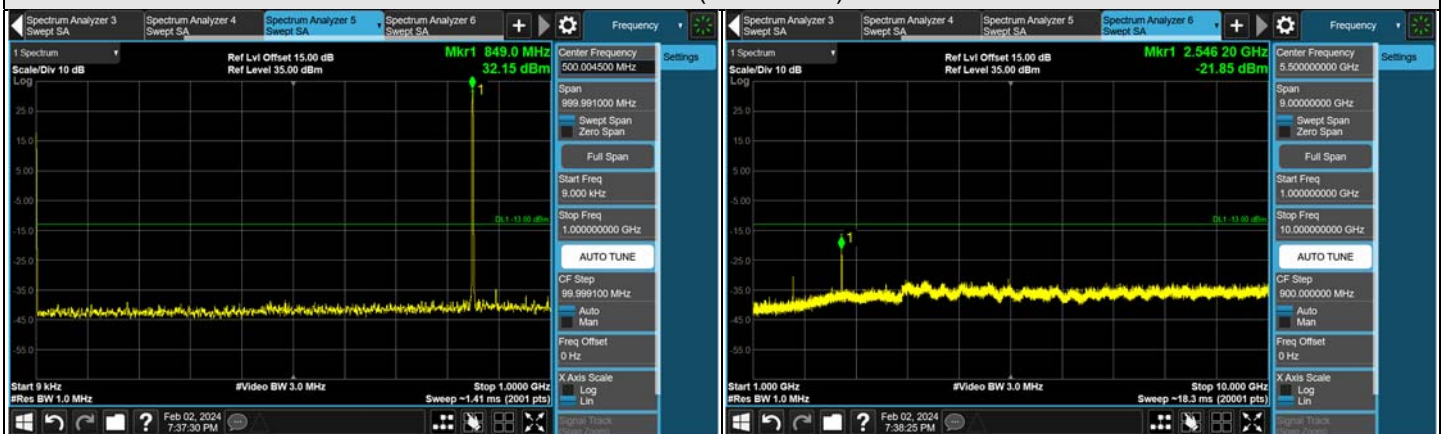 Spectrum Analyzer 3
Swept SA
Spectrum Analyzer 4
Swept SA
Spectrum Analyzer 5
Swept SA
Spectrum Analyzer 6
Swept SA
+
Frequency
1 Spectrum
Scale/Div 10 dB
Log
Ref Lvl Offset 15.00 dB
Ref Level 35.00 dBm
Mkr1 849.0 MHz
32.15 dBm
1
25.0
15.0
5.00
-5.00
-15.0
-25.0
-35.0
-45.0
-55.0
DL1 -13.00 dBm
Start 9 kHz
#Res BW 1.0 MHz
#Video BW 3.0 MHz
Stop 1.0000 GHz
Sweep ~1.41 ms (2001 pts)
Center Frequency
500.004500 MHz
Settings
Span
999.991000 MHz
Swept Span
Zero Span
Full Span
Start Freq
9.000 kHz
Stop Freq
1.000000000 GHz
AUTO TUNE
CF Step
99.999100 MHz
Auto
Man
Freq Offset
0 Hz
X Axis Scale
Log
Lin
Signal Track
(Span Zoom)
?
Feb 02, 2024
7:37:30 PM
Spectrum Analyzer 3
Swept SA
Spectrum Analyzer 4
Swept SA
Spectrum Analyzer 5
Swept SA
Spectrum Analyzer 6
Swept SA
+
Frequency
1 Spectrum
Scale/Div 10 dB
Log
Ref Lvl Offset 15.00 dB
Ref Level 35.00 dBm
Mkr1 2.546 20 GHz
-21.85 dBm
1
25.0
15.0
5.00
-5.00
-15.0
-25.0
-35.0
-45.0
-55.0
DL1 -13.00 dBm
Start 1.000 GHz
#Res BW 1.0 MHz
#Video BW 3.0 MHz
Stop 10.000 GHz
Sweep ~18.3 ms (20001 pts)
Center Frequency
5.500000000 GHz
Settings
Span
9.00000000 GHz
Swept Span
Zero Span
Full Span
Start Freq
1.000000000 GHz
Stop Freq
10.000000000 GHz
AUTO TUNE
CF Step
900.000000 MHz
Auto
Man
Freq Offset
0 Hz
X Axis Scale
Log
Lin
Signal Track
(Span Zoom)
?
Feb 02, 2024
7:38:25 PM